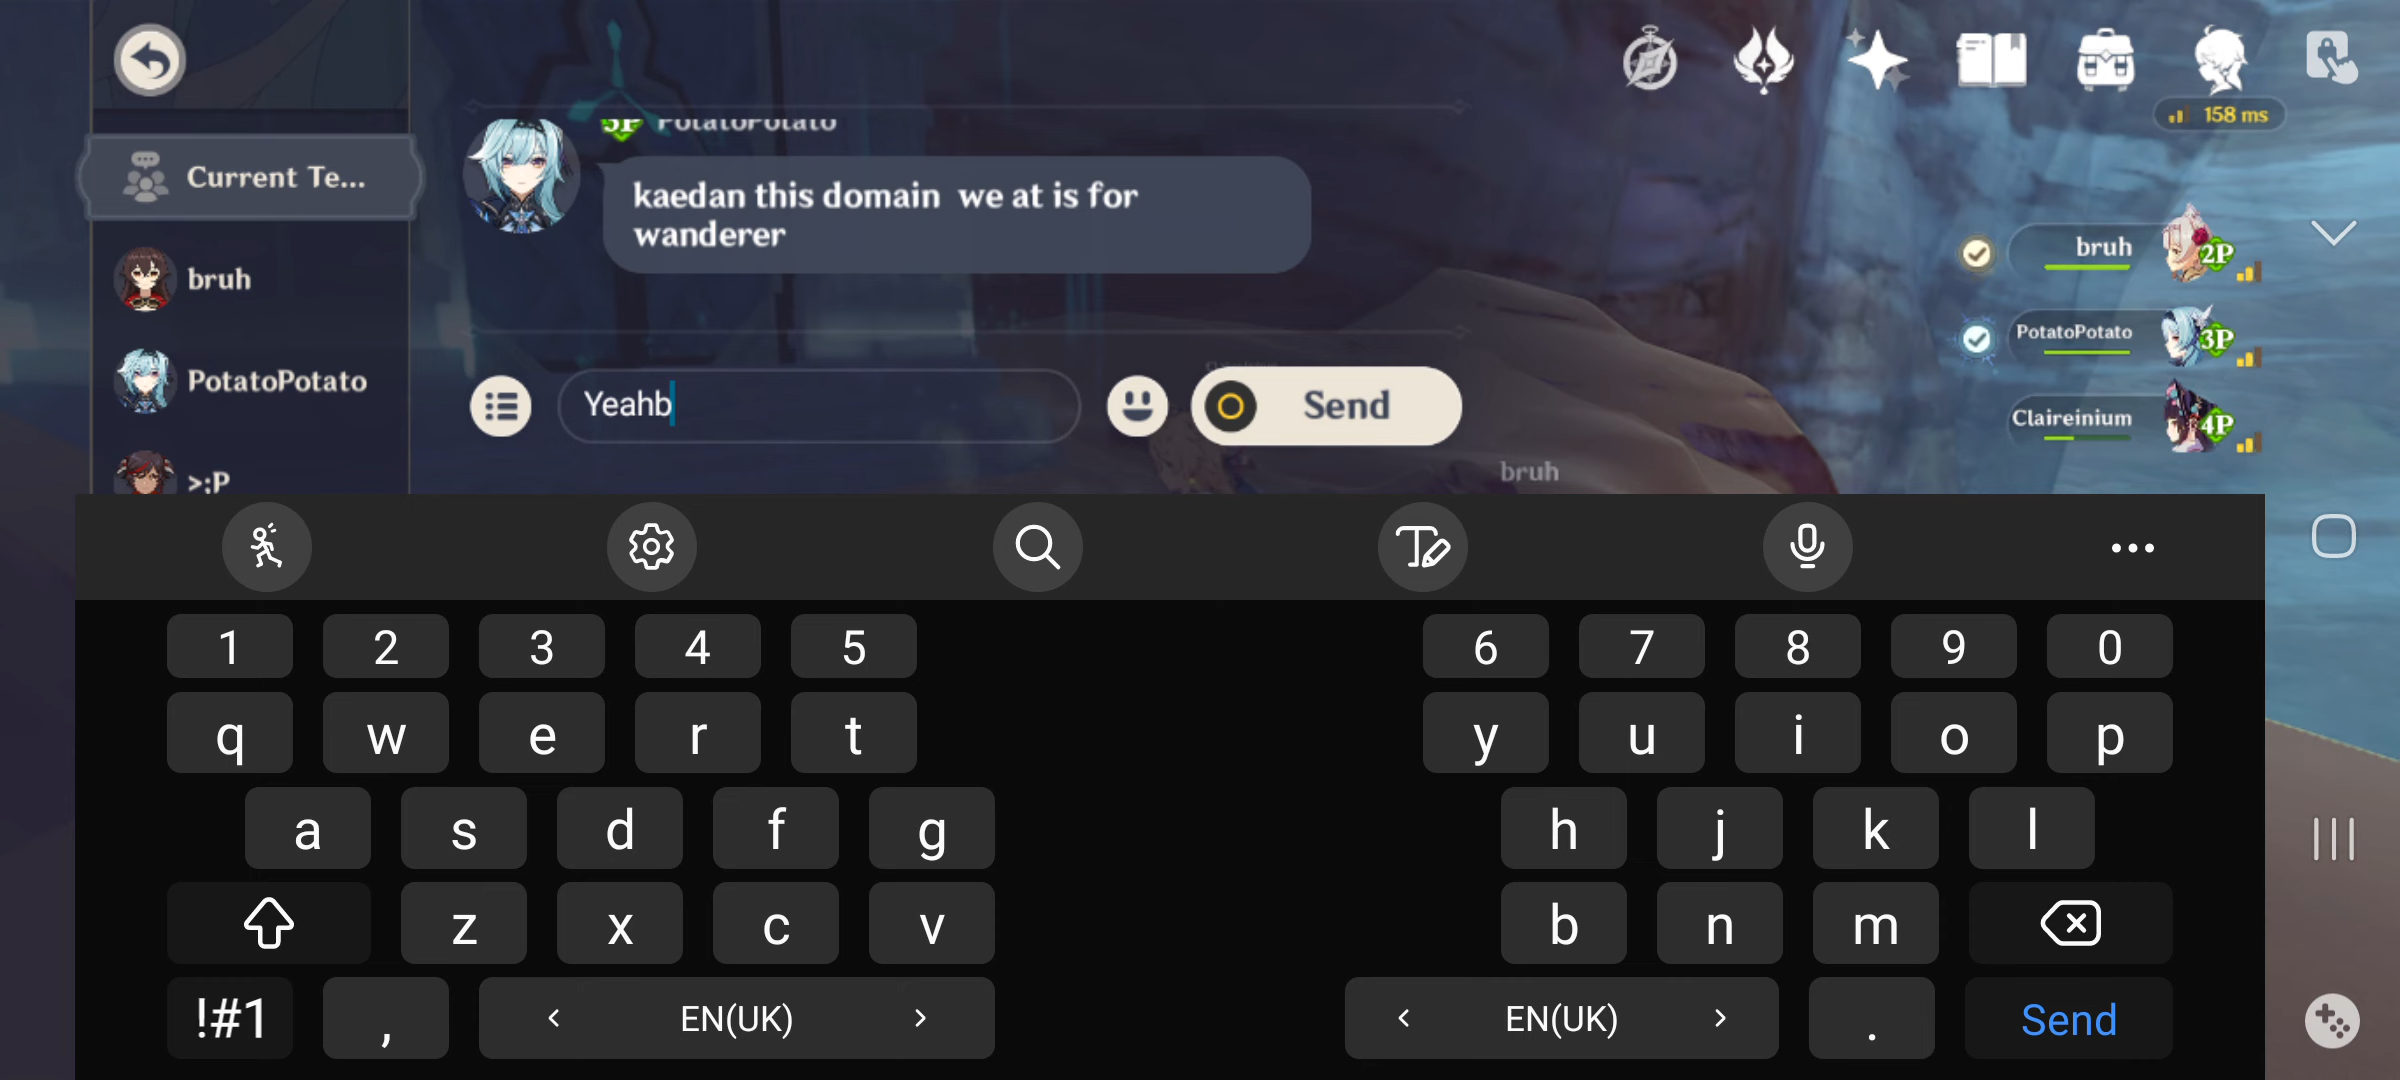 158 ms
3P PotatoPotato
Current Te...
kaedan this domain  we at is for
wanderer
bruh
PotatoPotato
>;P
bruh
2P
PotatoPotato
3P
Claireinium
4P
Yeahb
Send
bruh
1 2 3 4 5 6 7 8 9 0
q w e r t y u i o p
a s d f g h j k l
z x c v b n m
!#1 , < EN(UK) > < EN(UK) > . Send